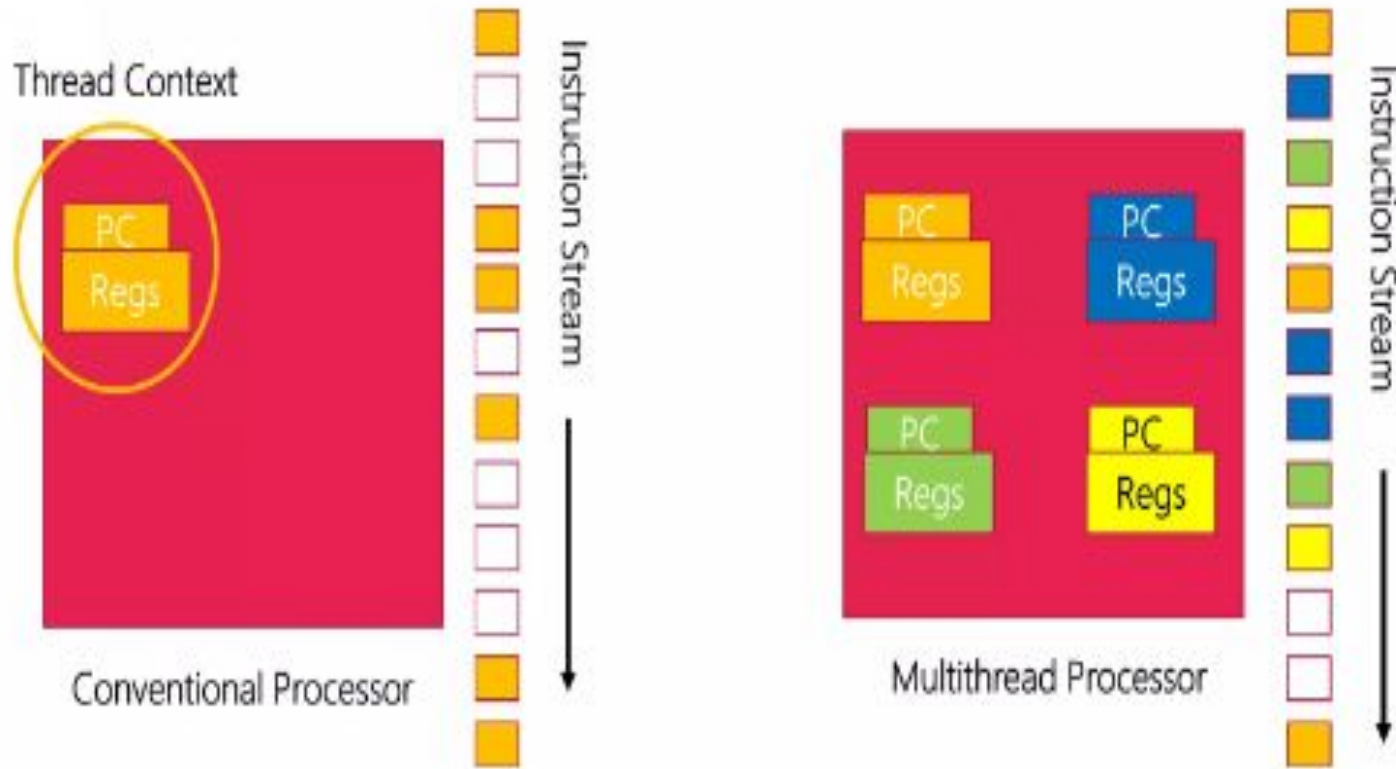 Thread Context
PC
Regs
Conventional Processor
Instruction Stream
PC
Regs
PC
Regs
PC
Regs
PC
Regs
Multithread Processor
Instruction Stream